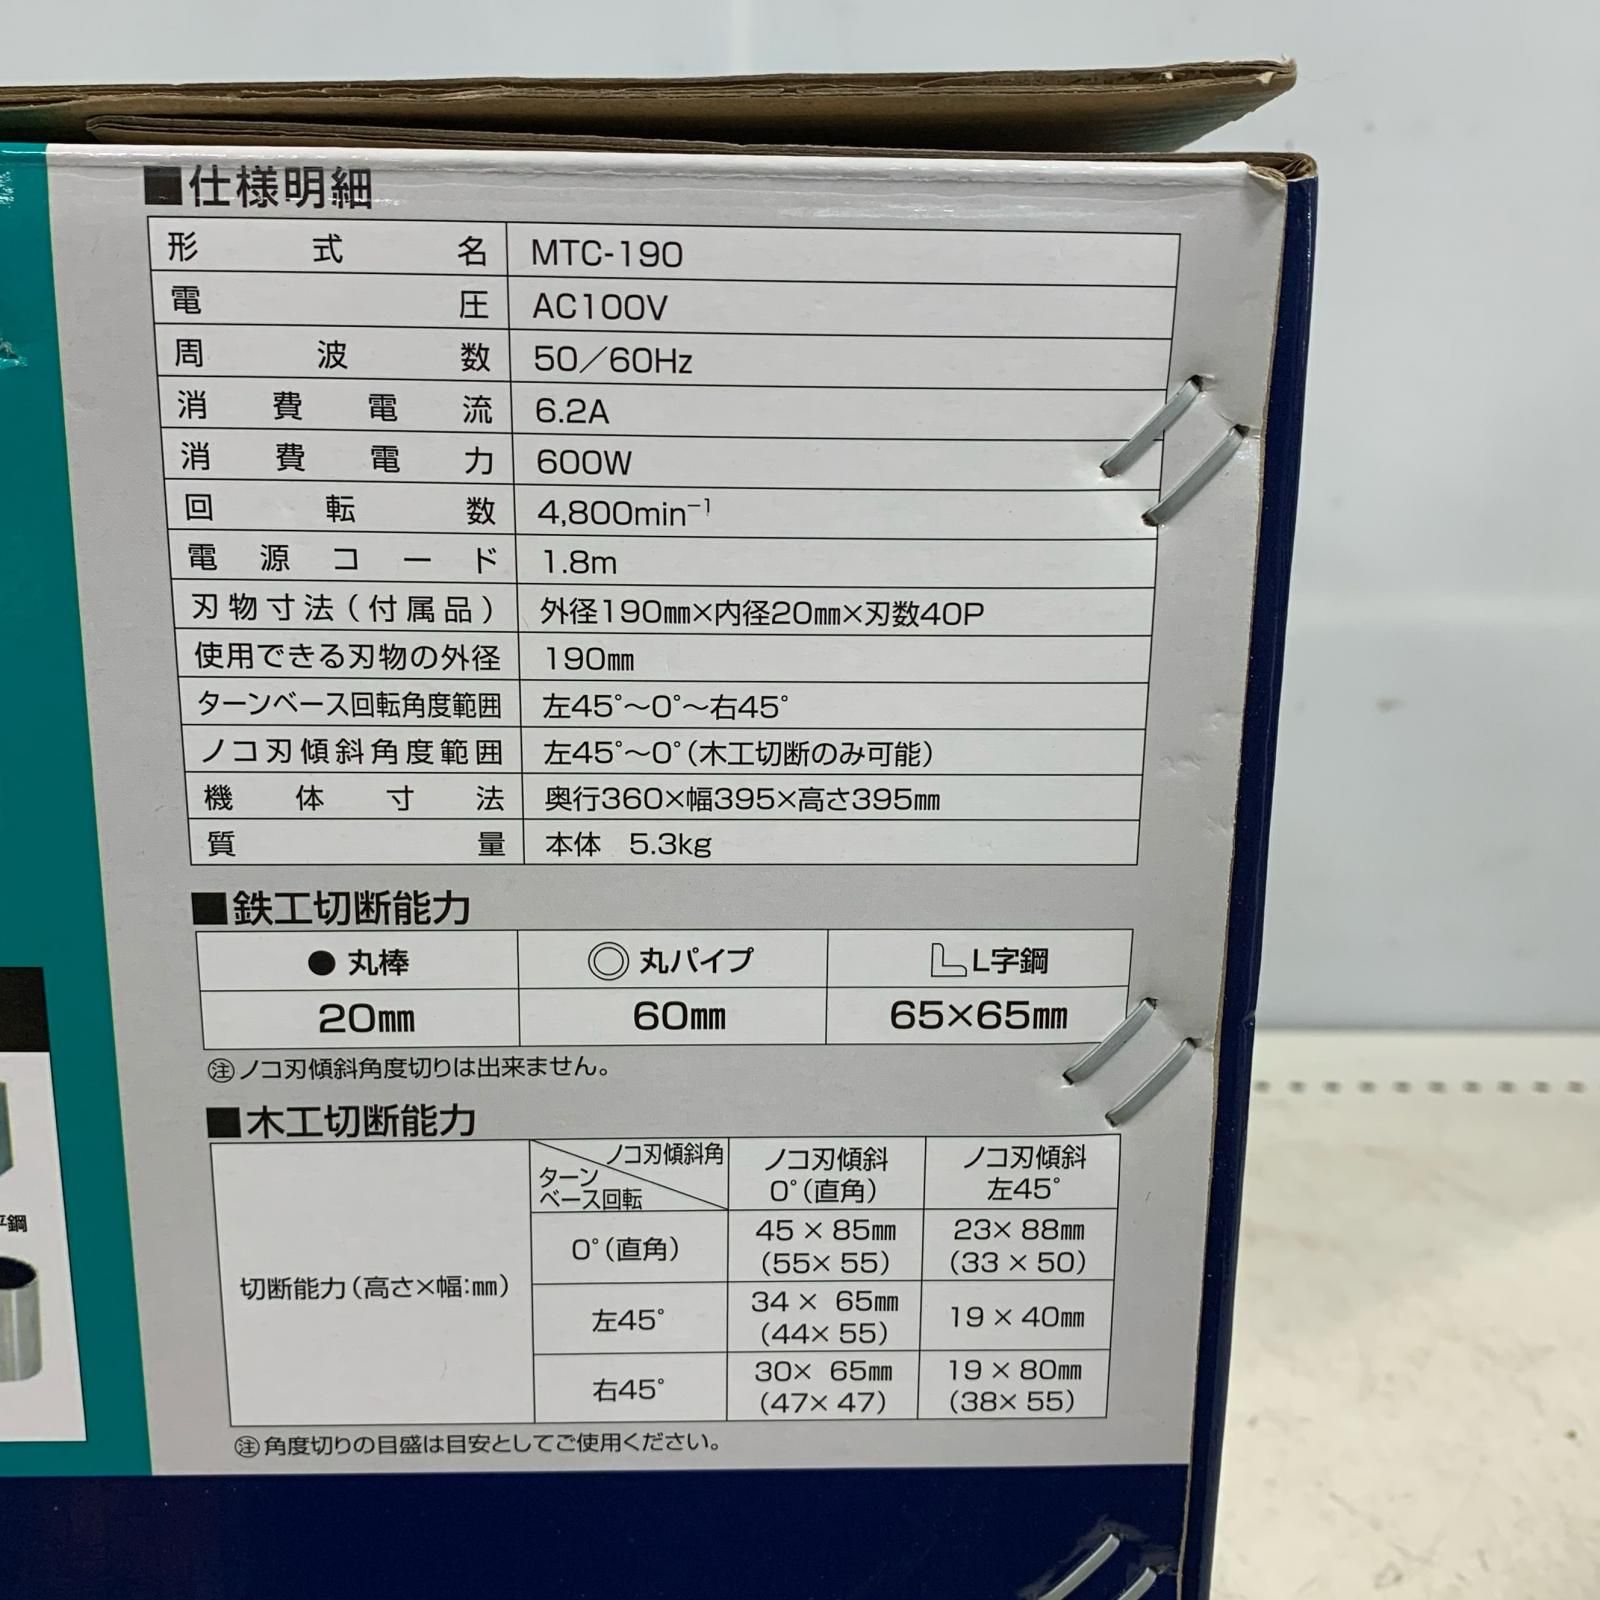 ■仕様明細
形式名 MTC-190
電圧 AC100V
周波数 50／60Hz
消費電流 6.2A
消費電力 600W
回転数 4,800min⁻¹
電源コード 1.8m
刃物寸法(付属品) 外径190㎜×内径20㎜×刃数40P
使用できる刃物の外径 190㎜
ターンベース回転角度範囲 左45°～0°～右45°
ノコ刃傾斜角度範囲 左45°～0°(木工切断のみ可能)
機体寸法 奥行360×幅395×高さ395㎜
質量 本体 5.3kg
■鉄工切断能力
●丸棒 ◎丸パイプ L字鋼
20㎜ 60㎜ 65×65㎜
㊟ノコ刃傾斜角度切りは出来ません。
■木工切断能力
ノコ刃傾斜角
ターン
ベース回転
ノコ刃傾斜
0°(直角)
ノコ刃傾斜
左45°
切断能力(高さ×幅:㎜)
0°(直角)
45×85㎜
(55×55)
23×88㎜
(33×50)
左45°
34×65㎜
(44×55)
19×40㎜
右45°
30×65㎜
(47×47)
19×80㎜
(38×55)
㊟角度切りの目盛は目安としてご使用ください。
平鋼